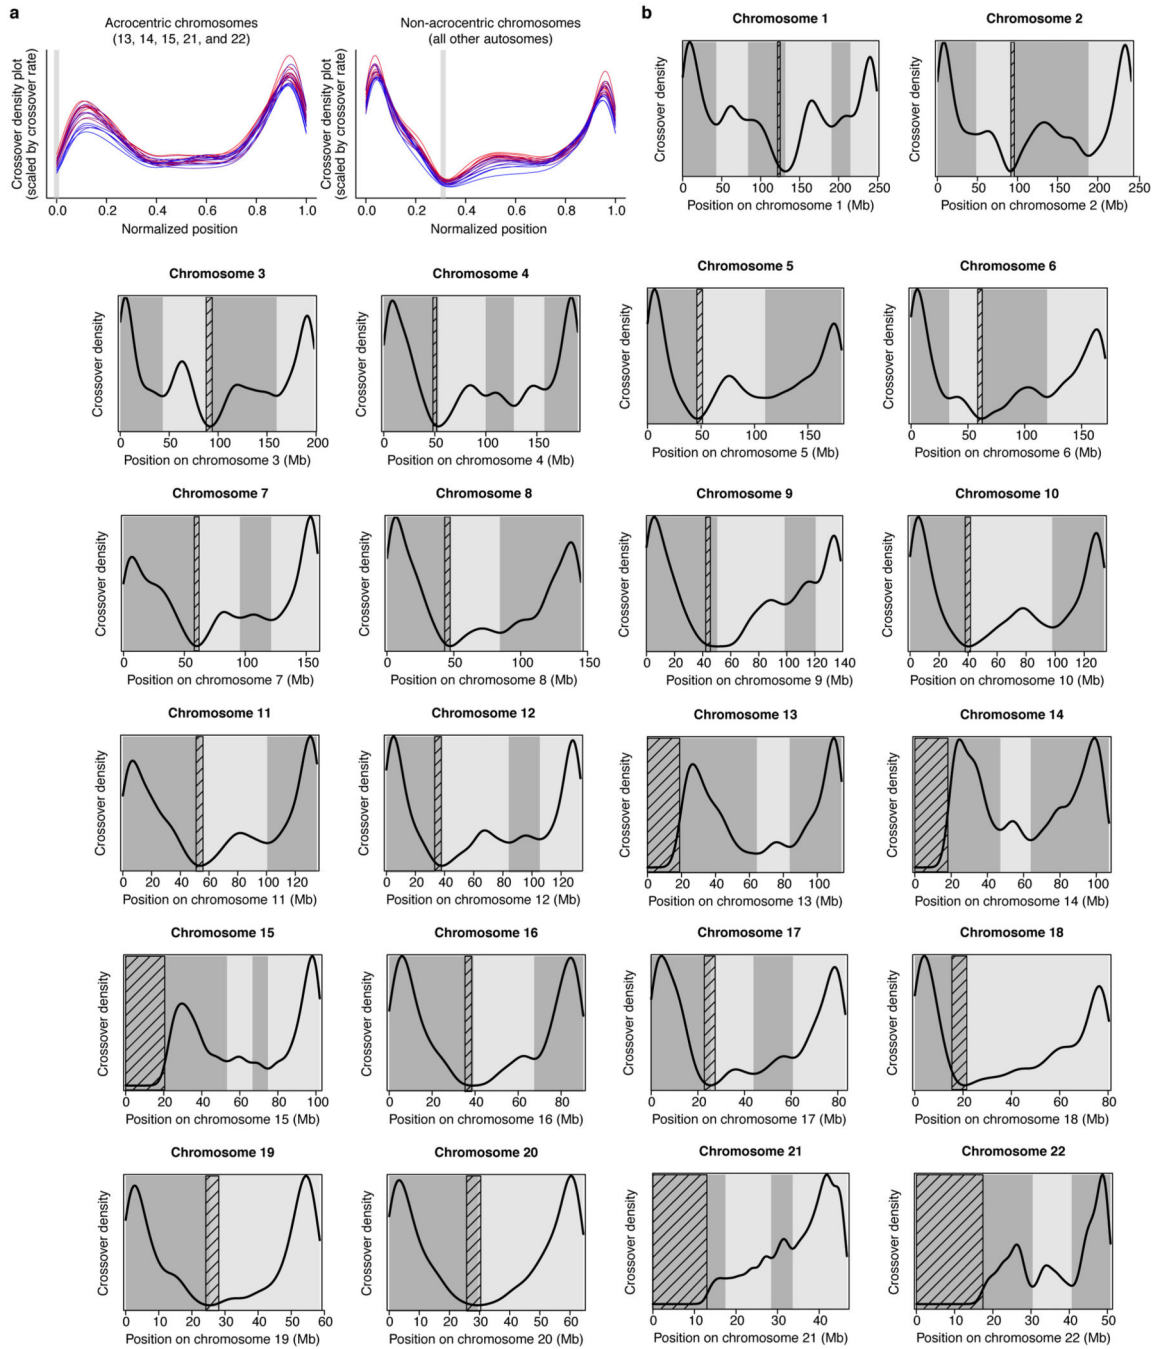 a
Acrocentric chromosomes
(13, 14, 15, 21, and 22)
Crossover density plot
(scaled by crossover rate)
0.0 0.2 0.4 0.6 0.8 1.0
Normalized position
Non-acrocentric chromosomes
(all other autosomes)
Crossover density plot
(scaled by crossover rate)
0.0 0.2 0.4 0.6 0.8 1.0
Normalized position
b
Chromosome 1
Crossover density
0 50 100 150 200 250
Position on chromosome 1 (Mb)
Chromosome 2
Crossover density
0 50 100 150 200 250
Position on chromosome 2 (Mb)
Chromosome 3
Crossover density
0 50 100 150 200
Position on chromosome 3 (Mb)
Chromosome 4
Crossover density
0 50 100 150
Position on chromosome 4 (Mb)
Chromosome 5
Crossover density
0 50 100 150
Position on chromosome 5 (Mb)
Chromosome 6
Crossover density
0 50 100 150
Position on chromosome 6 (Mb)
Chromosome 7
Crossover density
0 50 100 150
Position on chromosome 7 (Mb)
Chromosome 8
Crossover density
0 50 100 150
Position on chromosome 8 (Mb)
Chromosome 9
Crossover density
0 20 40 60 80 100 120 140
Position on chromosome 9 (Mb)
Chromosome 10
Crossover density
0 20 40 60 80 100 120
Position on chromosome 10 (Mb)
Chromosome 11
Crossover density
0 20 40 60 80 100 120
Position on chromosome 11 (Mb)
Chromosome 12
Crossover density
0 20 40 60 80 100 120
Position on chromosome 12 (Mb)
Chromosome 13
Crossover density
0 20 40 60 80 100
Position on chromosome 13 (Mb)
Chromosome 14
Crossover density
0 20 40 60 80 100
Position on chromosome 14 (Mb)
Chromosome 15
Crossover density
0 20 40 60 80 100
Position on chromosome 15 (Mb)
Chromosome 16
Crossover density
0 20 40 60 80
Position on chromosome 16 (Mb)
Chromosome 17
Crossover density
0 20 40 60 80
Position on chromosome 17 (Mb)
Chromosome 18
Crossover density
0 20 40 60 80
Position on chromosome 18 (Mb)
Chromosome 19
Crossover density
0 10 20 30 40 50 60
Position on chromosome 19 (Mb)
Chromosome 20
Crossover density
0 10 20 30 40 50 60
Position on chromosome 20 (Mb)
Chromosome 21
Crossover density
0 10 20 30 40
Position on chromosome 21 (Mb)
Chromosome 22
Crossover density
0 10 20 30 40 50
Position on chromosome 22 (Mb)